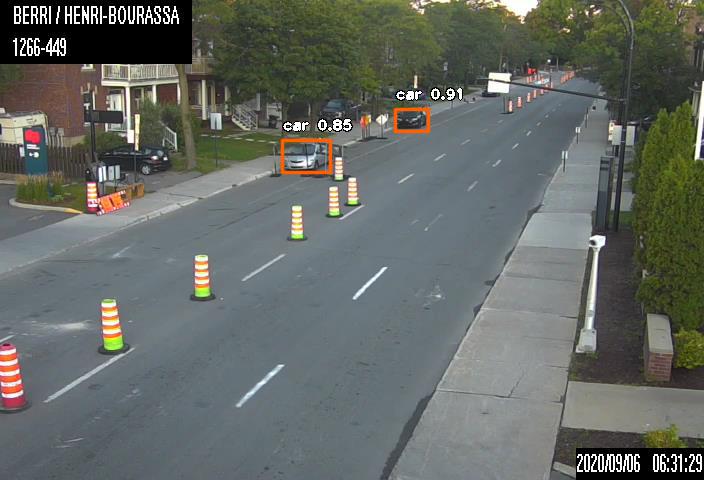 BERRI / HENRI-BOURASSA
1266-449
car 0.91
car 0.85
2020/09/06 06:31:29